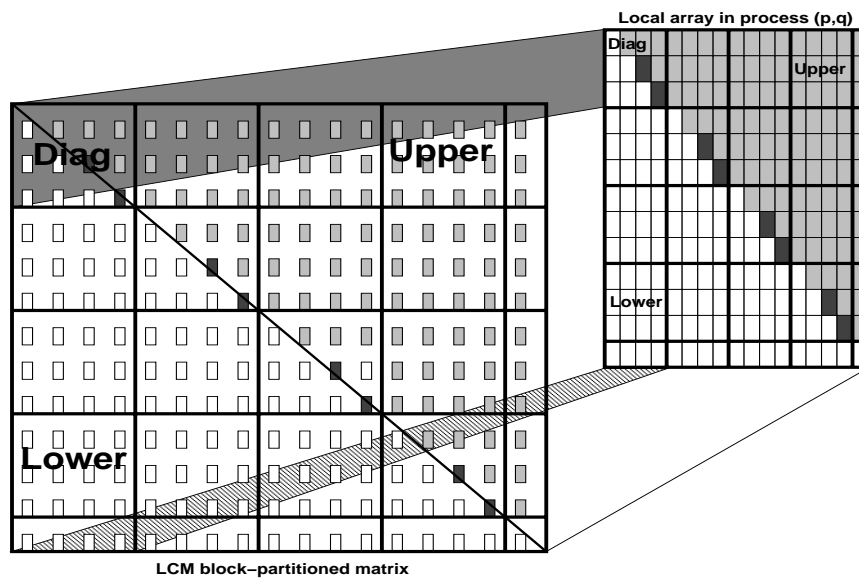 Local array in process (p,q)
Diag
Upper
Diag
Upper
Lower
Lower
LCM block−partitioned matrix